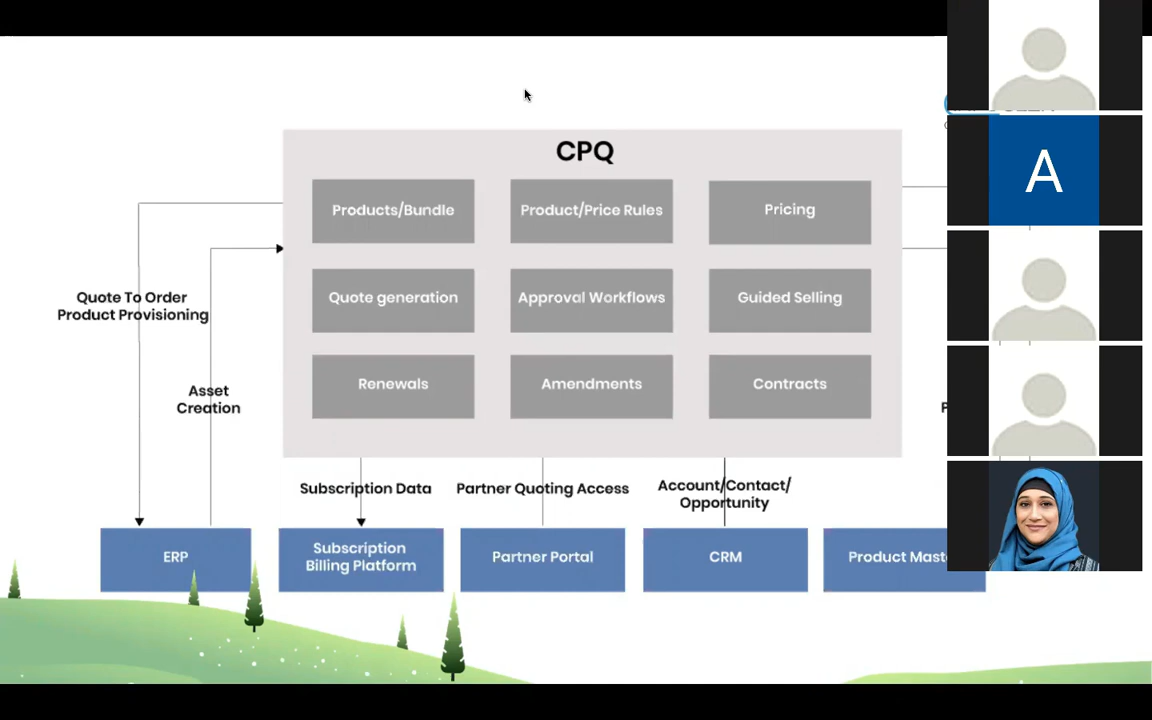 CPQ
Products/Bundle
Product/Price Rules
Pricing
A
Quote generation
Approval Workflows
Guided Selling
Quote To Order
Product Provisioning
Renewals
Amendments
Contracts
Asset
Creation
Subscription Data
Partner Quoting Access
Account/Contact/
Opportunity
ERP
Subscription
Billing Platform
Partner Portal
CRM
Product